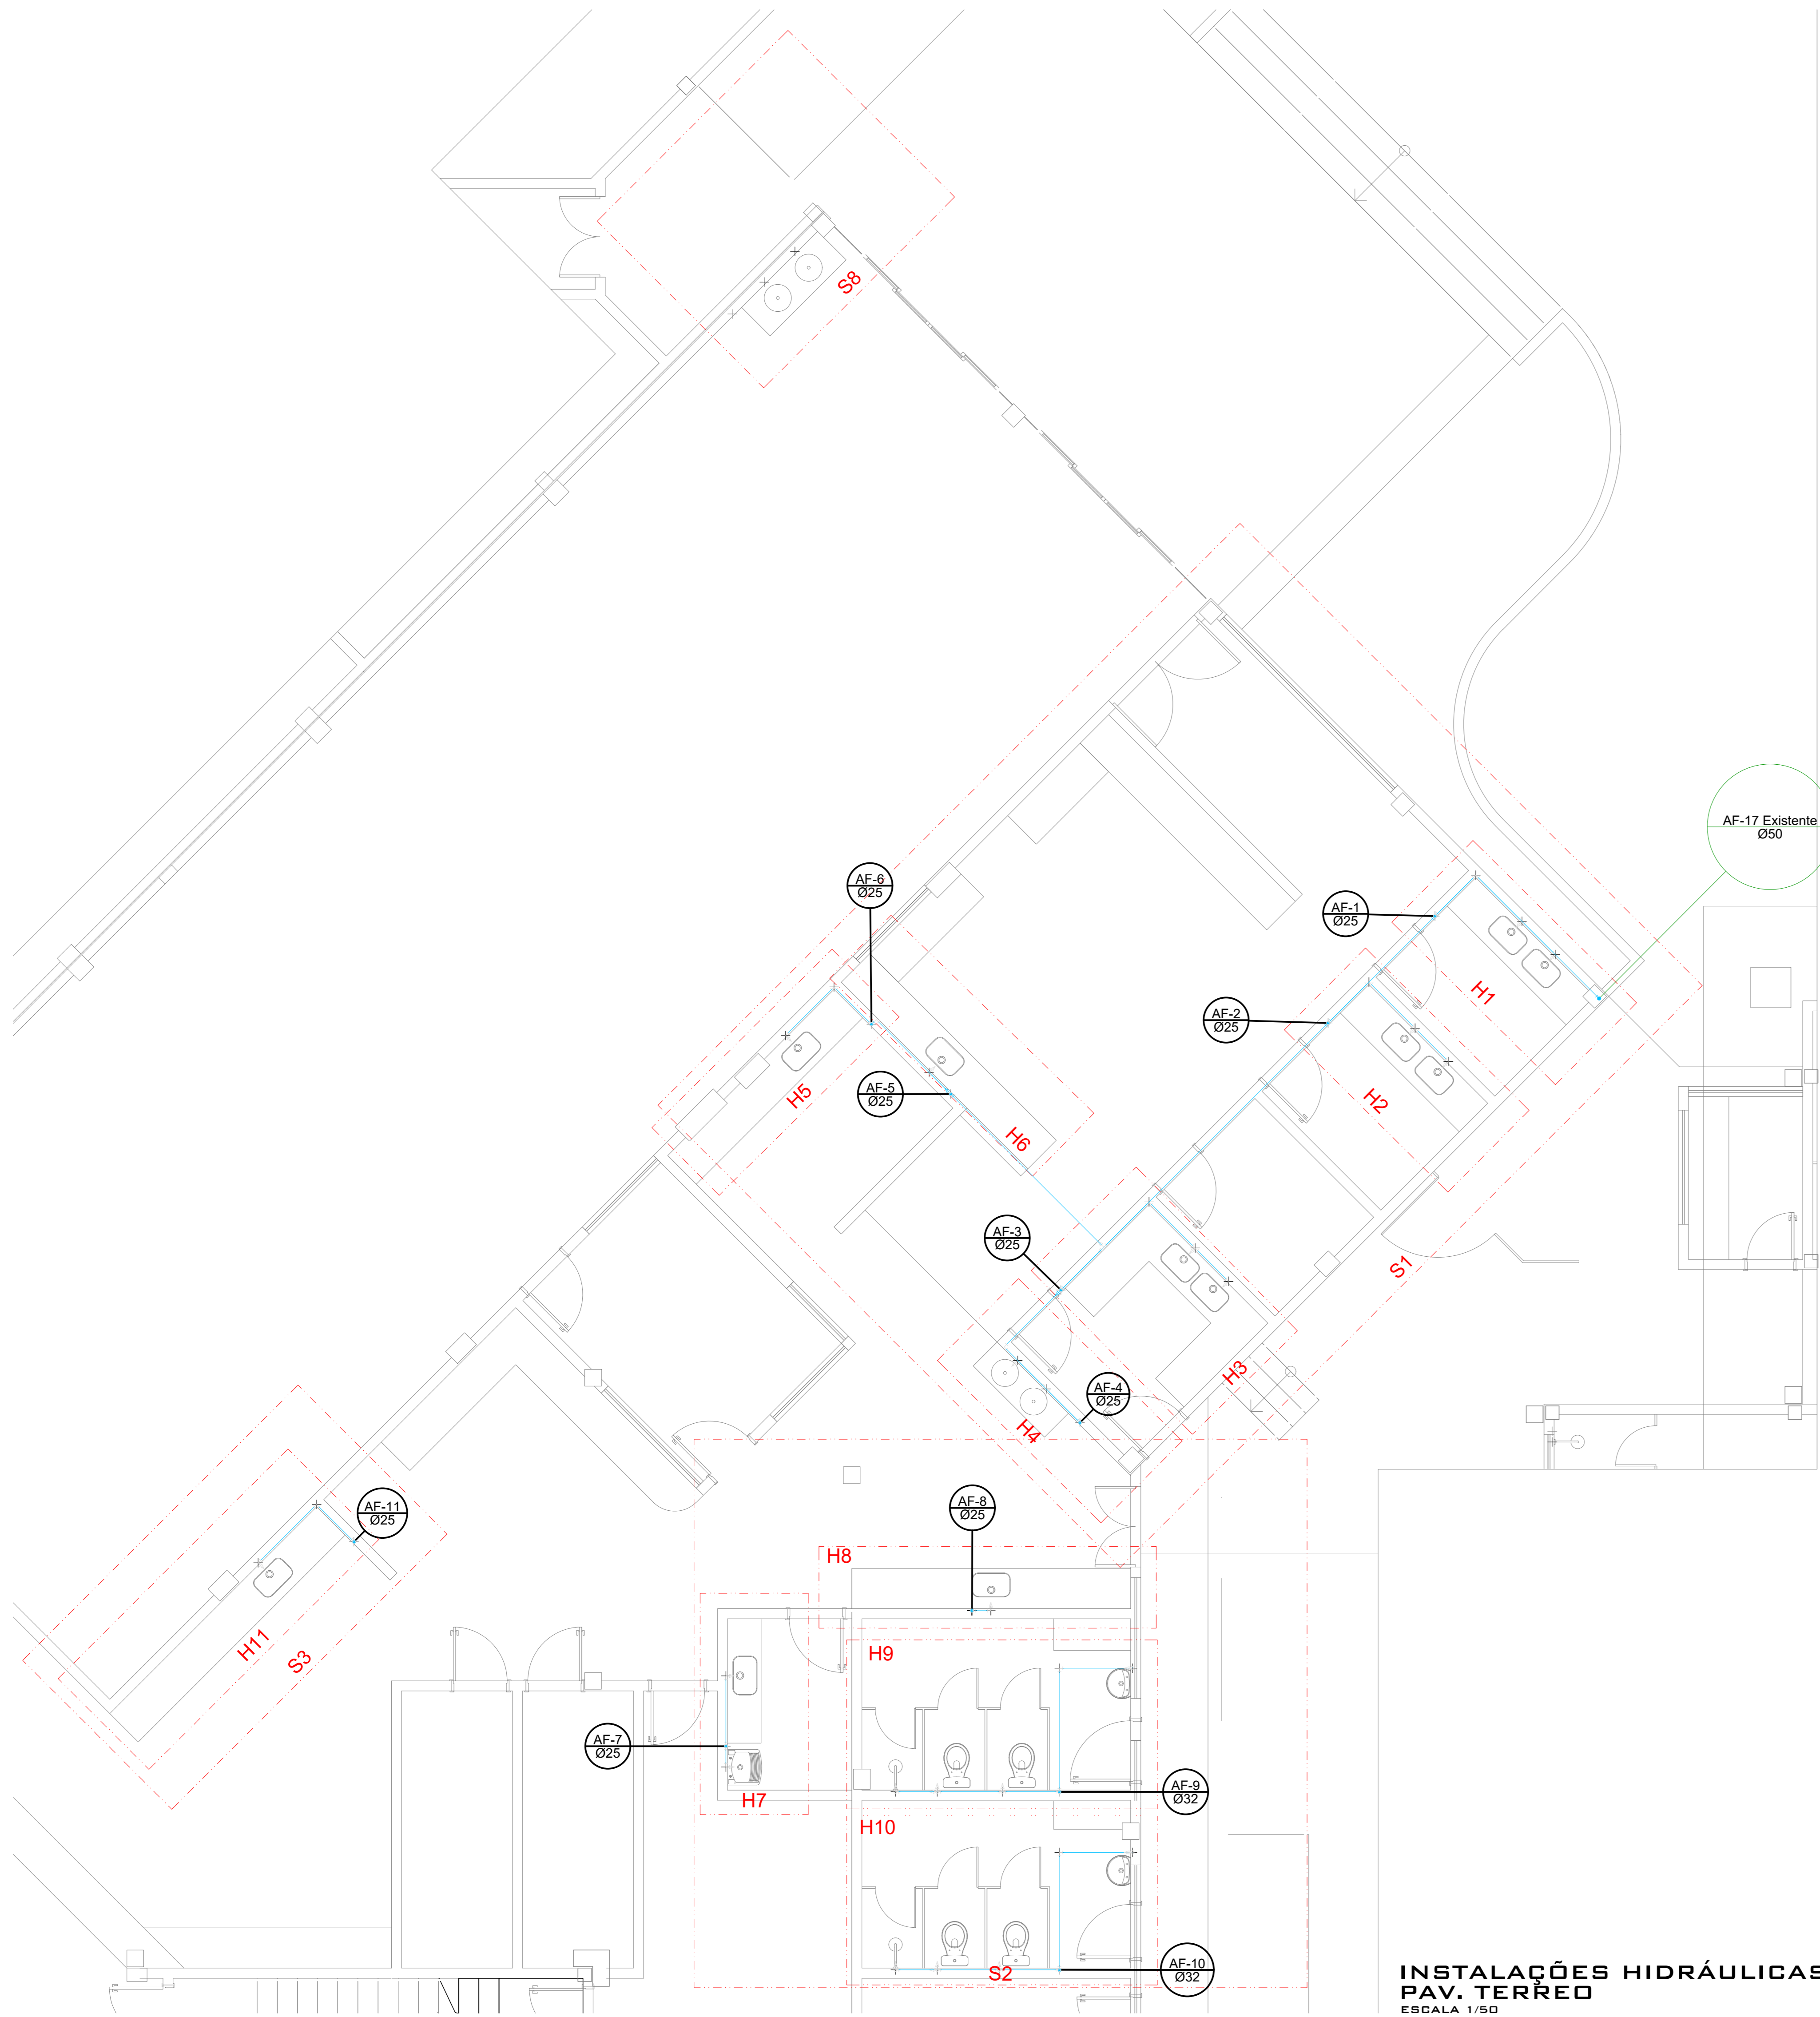 S8
AF-17 Existente
Ø50
AF-6
Ø25
AF-1
Ø25
H1
AF-2
Ø25
AF-5
Ø25
H5
H2
H6
AF-3
Ø25
S1
H3
AF-4
Ø25
H4
AF-11
Ø25
AF-8
Ø25
H8
H11
S3
H9
AF-7
Ø25
AF-9
Ø32
H7
H10
AF-10
Ø32
S2
INSTALAÇÕES HIDRÁULICAS
PAV. TERREO
ESCALA 1/50